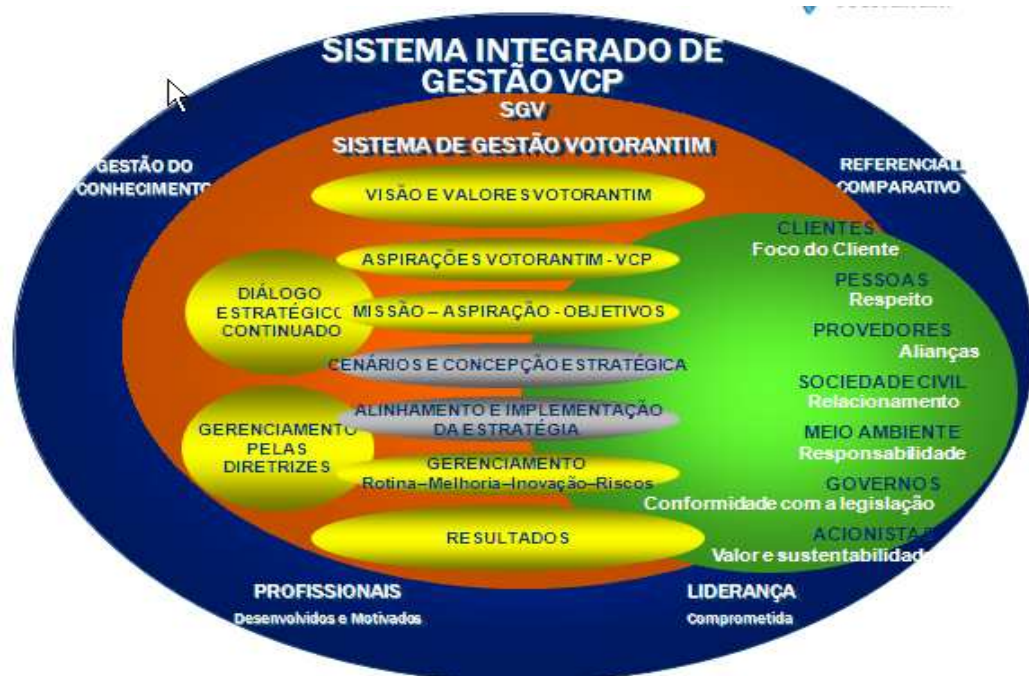 SISTEMA INTEGRADO DE
GESTÃO VCP
SGV
SISTEMA DE GESTÃO VOTORANTIM
GESTÃO DO
CONHECIMENTO
REFERENCIAL
COMPARATIVO
VISÃO E VALORES VOTORANTIM
ASPIRAÇÕES VOTORANTIM - VCP
MISSÃO – ASPIRAÇÃO - OBJETIVOS
CENÁRIOS E CONCEPÇÃO ESTRATÉGICA
ALINHAMENTO E IMPLEMENTAÇÃO
DA ESTRATÉGIA
GERENCIAMENTO
Rotina–Melhoria–Inovação–Riscos
RESULTADOS
DIÁLOGO
ESTRATÉGICO
CONTINUADO
GERENCIAMENTO
PELAS
DIRETRIZES
CLIENTES
Foco do Cliente
PESSOAS
Respeito
PROVEDORES
Alianças
SOCIEDADE CIVIL
Relacionamento
MEIO AMBIENTE
Responsabilidade
GOVERNOS
Conformidade com a legislação
ACIONISTAS
Valor e sustentabilidade
PROFISSIONAIS
Desenvolvidos e Motivados
LIDERANÇA
Comprometida